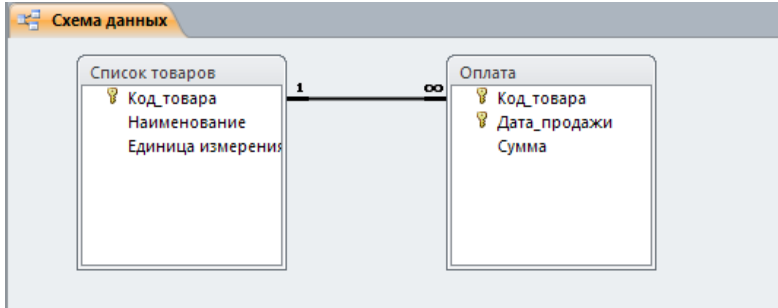 Схема данных
Список товаров
Код_товара
Наименование
Единица измерения
1
∞
Оплата
Код_товара
Дата_продажи
Сумма